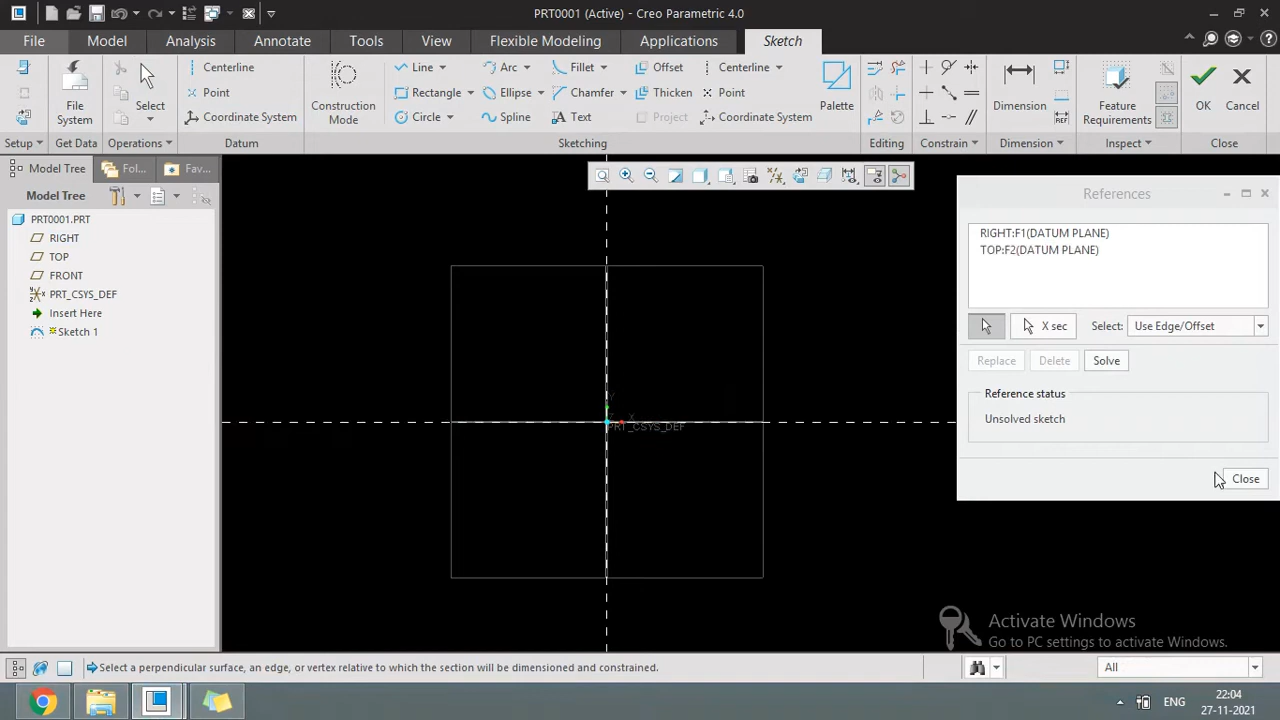 PRT0001 (Active) - Creo Parametric 4.0
File Model Analysis Annotate Tools View Flexible Modeling Applications Sketch
File System
Select
Centerline
Point
Coordinate System
Construction Mode
Line Arc Fillet Offset Centerline
Rectangle Ellipse Chamfer Thicken Point
Circle Spline Text Project Coordinate System
Palette
Dimension
REF
Feature Requirements
OK Cancel
Setup Get Data Operations Datum Sketching Editing Constrain Dimension Inspect Close
Model Tree Fol... Fav...
Model Tree
PRT0001.PRT
RIGHT
TOP
FRONT
PRT_CSYS_DEF
Insert Here
Sketch 1
Y
X
PRT_CSYS_DEF
References
RIGHT:F1(DATUM PLANE)
TOP:F2(DATUM PLANE)
X sec Select: Use Edge/Offset
Replace Delete Solve
Reference status
Unsolved sketch
Close
Activate Windows
Go to PC settings to activate Windows.
Select a perpendicular surface, an edge, or vertex relative to which the section will be dimensioned and constrained.
All
ENG
22:04
27-11-2021